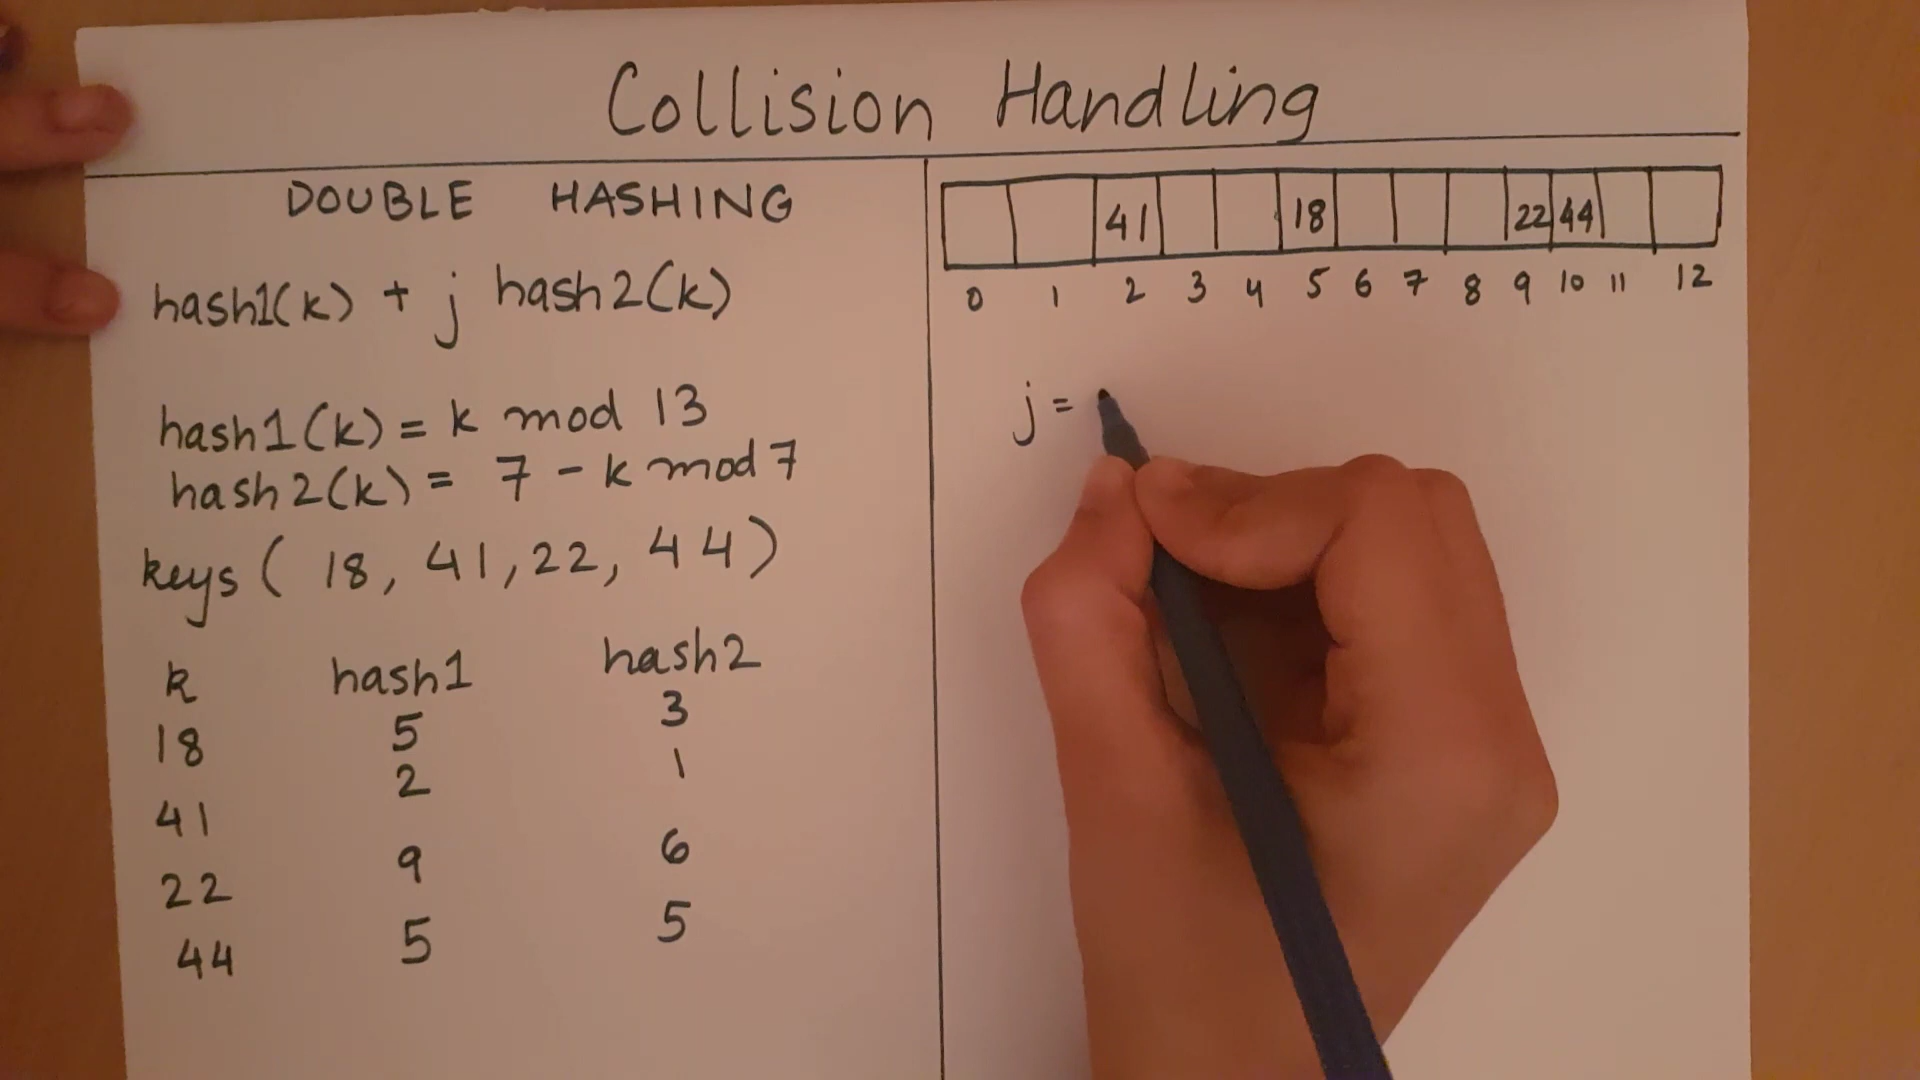 Collision Handling
DOUBLE HASHING
hash1(k) + j hash2(k)
hash1(k) = k mod 13
hash2(k) = 7 - k mod 7
keys ( 18, 41, 22, 44 )
k hash1 hash2
18 5 3
41 2 1
22 9 6
44 5 5
41 18 22 44
0 1 2 3 4 5 6 7 8 9 10 11 12
j =